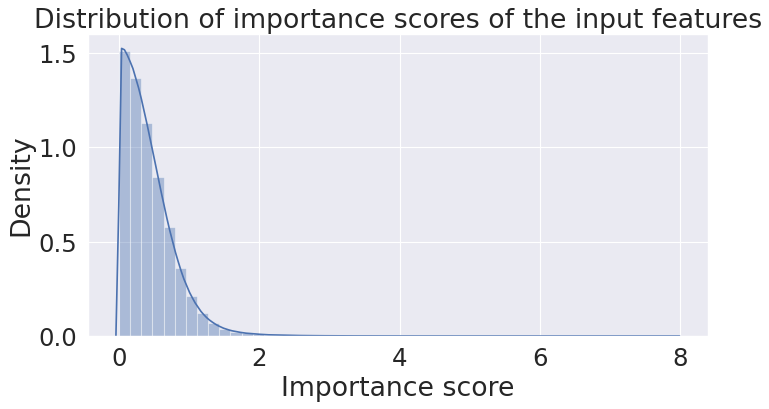 Distribution of importance scores of the input features
1.5
1.0
0.5
0.0
Density
0 2 4 6 8
Importance score